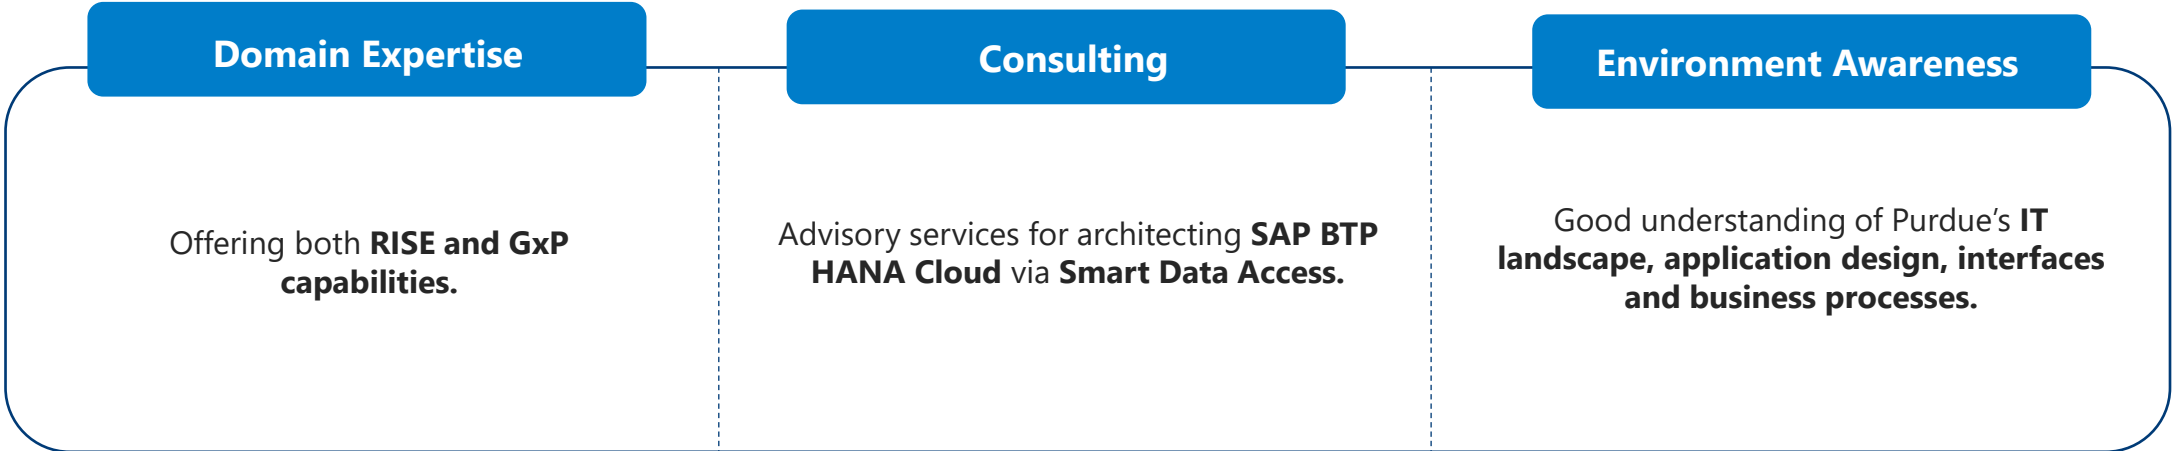 Domain Expertise
Offering both RISE and GxP
capabilities.
Consulting
Advisory services for architecting SAP BTP
HANA Cloud via Smart Data Access.
Environment Awareness
Good understanding of Purdue’s IT
landscape, application design, interfaces
and business processes.